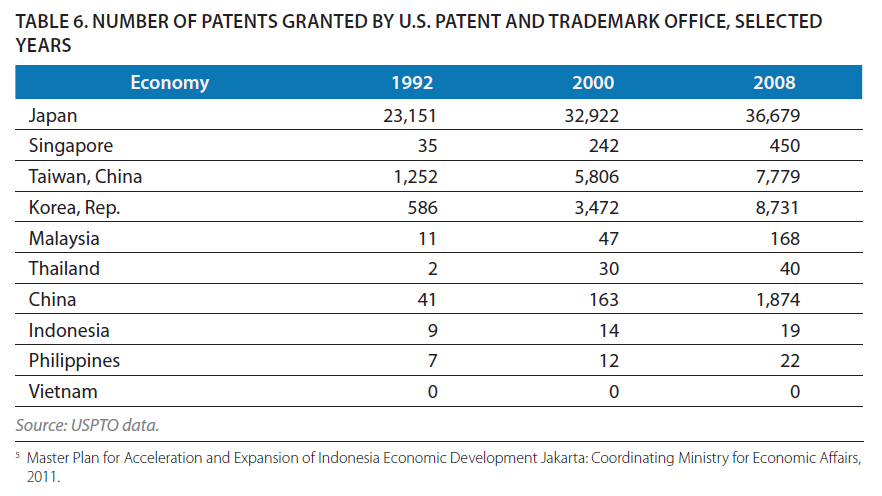 TABLE 6. NUMBER OF PATENTS GRANTED BY U.S. PATENT AND TRADEMARK OFFICE, SELECTED
YEARS
Economy 1992 2000 2008
Japan 23,151 32,922 36,679
Singapore 35 242 450
Taiwan, China 1,252 5,806 7,779
Korea, Rep. 586 3,472 8,731
Malaysia 11 47 168
Thailand 2 30 40
China 41 163 1,874
Indonesia 9 14 19
Philippines 7 12 22
Vietnam 0 0 0
Source: USPTO data.
5 Master Plan for Acceleration and Expansion of Indonesia Economic Development Jakarta: Coordinating Ministry for Economic Affairs,
2011.